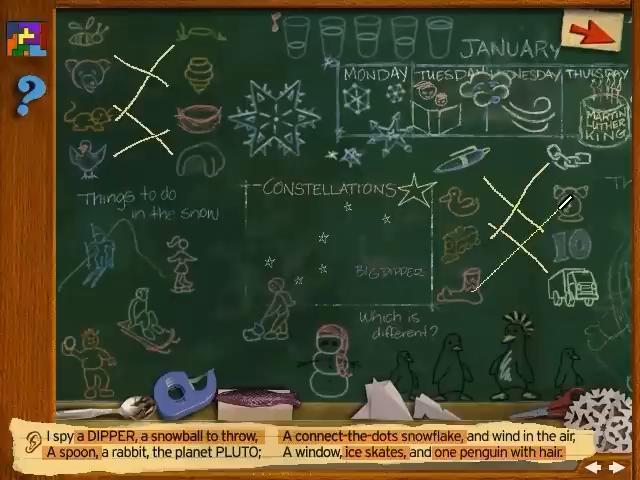 JANUARY
MONDAY TUESDAY WEDNESDAY THURSDAY
MARTIN
LUTHER
KING
Things to do
in the snow
CONSTELLATIONS
BIG DIPPER
10
Which is
different?
I spy a DIPPER, a snowball to throw,
A spoon, a rabbit, the planet PLUTO;
A connect-the-dots snowflake, and wind in the air,
A window, ice skates, and one penguin with hair.